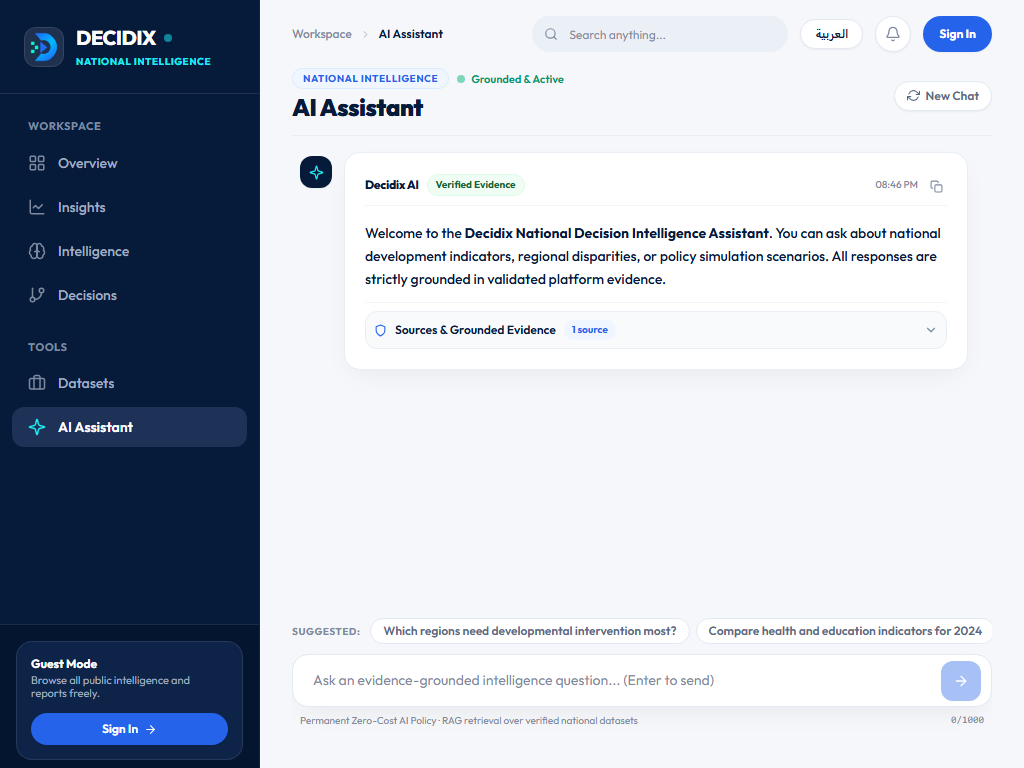 DECIDIX
NATIONAL INTELLIGENCE
WORKSPACE
Overview
Insights
Intelligence
Decisions
TOOLS
Datasets
AI Assistant
Guest Mode
Browse all public intelligence and
reports freely.
Sign In
Workspace
AI Assistant
Search anything...
العربية
Sign In
NATIONAL INTELLIGENCE
Grounded & Active
AI Assistant
New Chat
Decidix AI
Verified Evidence
08:46 PM
Welcome to the Decidix National Decision Intelligence Assistant. You can ask about national
development indicators, regional disparities, or policy simulation scenarios. All responses are
strictly grounded in validated platform evidence.
Sources & Grounded Evidence
1 source
SUGGESTED:
Which regions need developmental intervention most?
Compare health and education indicators for 2024
Ask an evidence-grounded intelligence question... (Enter to send)
Permanent Zero-Cost AI Policy · RAG retrieval over verified national datasets
0/1000